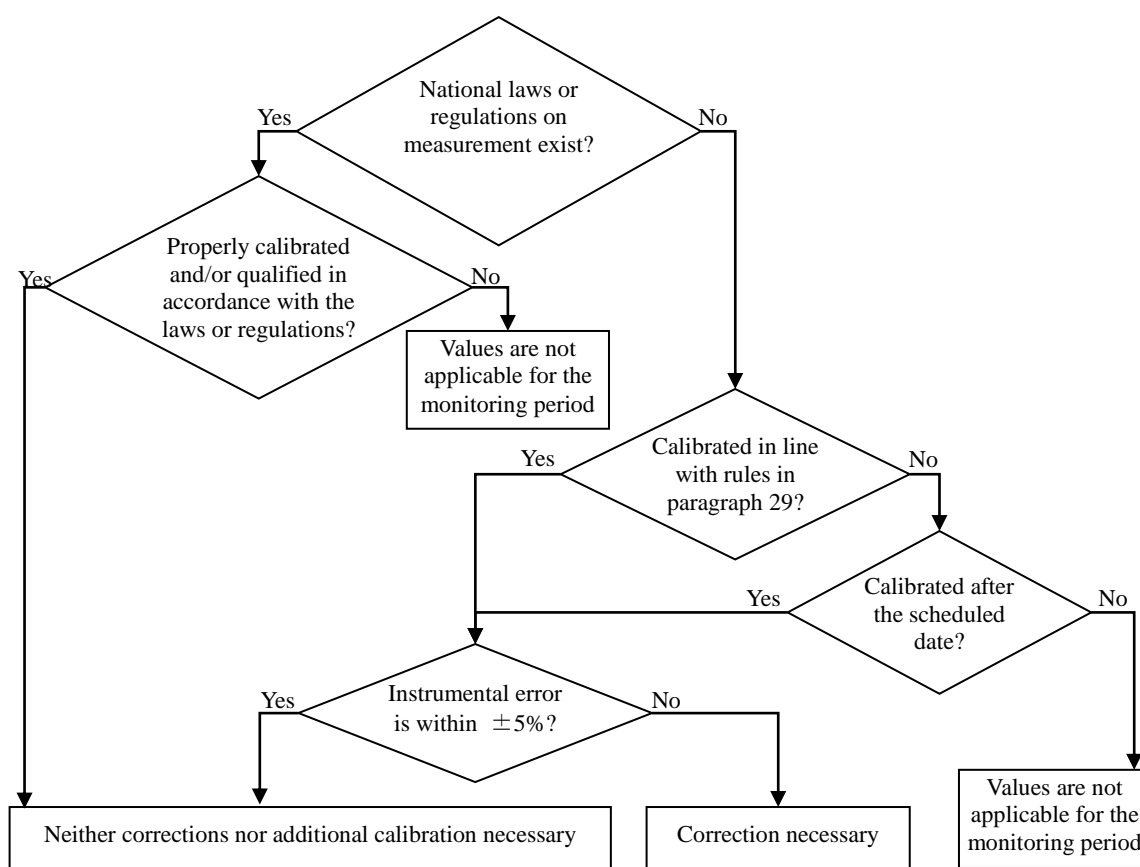 National laws or
regulations on
measurement exist?
Yes
No
Properly calibrated
and/or qualified in
accordance with the
laws or regulations?
Yes
No
Values are not
applicable for the
monitoring period
Calibrated in line
with rules in
paragraph 29?
Yes
No
Calibrated after
the scheduled
date?
Yes
No
Instrumental error
is within ±5%?
Yes
No
Neither corrections nor additional calibration necessary
Correction necessary
Values are not
applicable for the
monitoring period